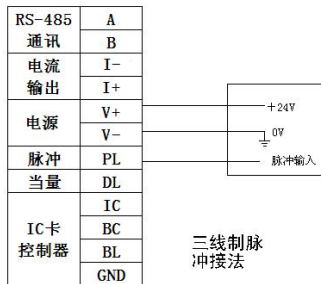 RS-485 A
通讯 B
电流 I-
输出 I+
电源 V+
V-
脉冲 PL
当量 DL
IC
IC卡 BC
控制器 BL
GND
+24V
0V
脉冲输入
三线制脉
冲接法